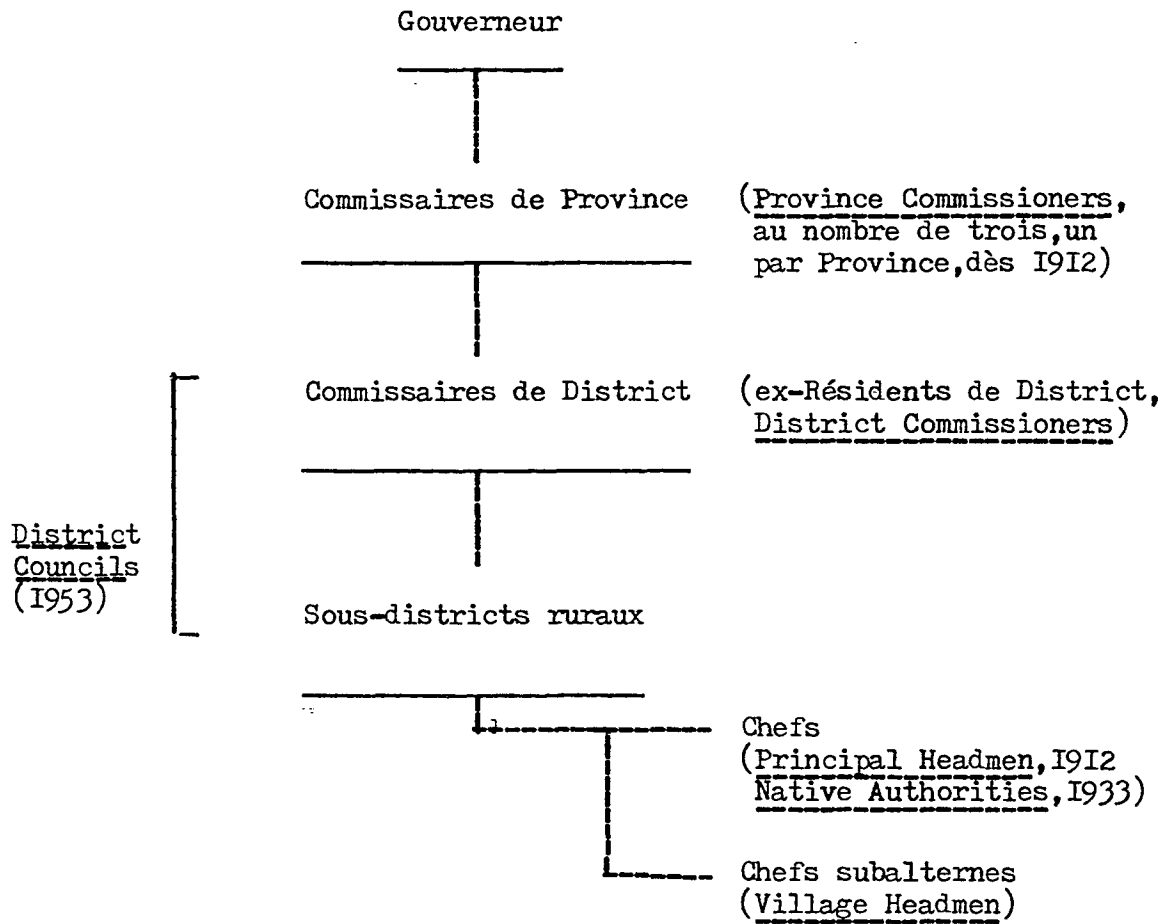 Gouverneur
Commissaires de Province
(Province Commissioners,
au nombre de trois,un
par Province,dès I9I2)
Commissaires de District
(ex-Résidents de District,
District Commissioners)
District
Councils
(I953)
Sous-districts ruraux
Chefs
(Principal Headmen,I9I2
Native Authorities,I933)
Chefs subalternes
(Village Headmen)